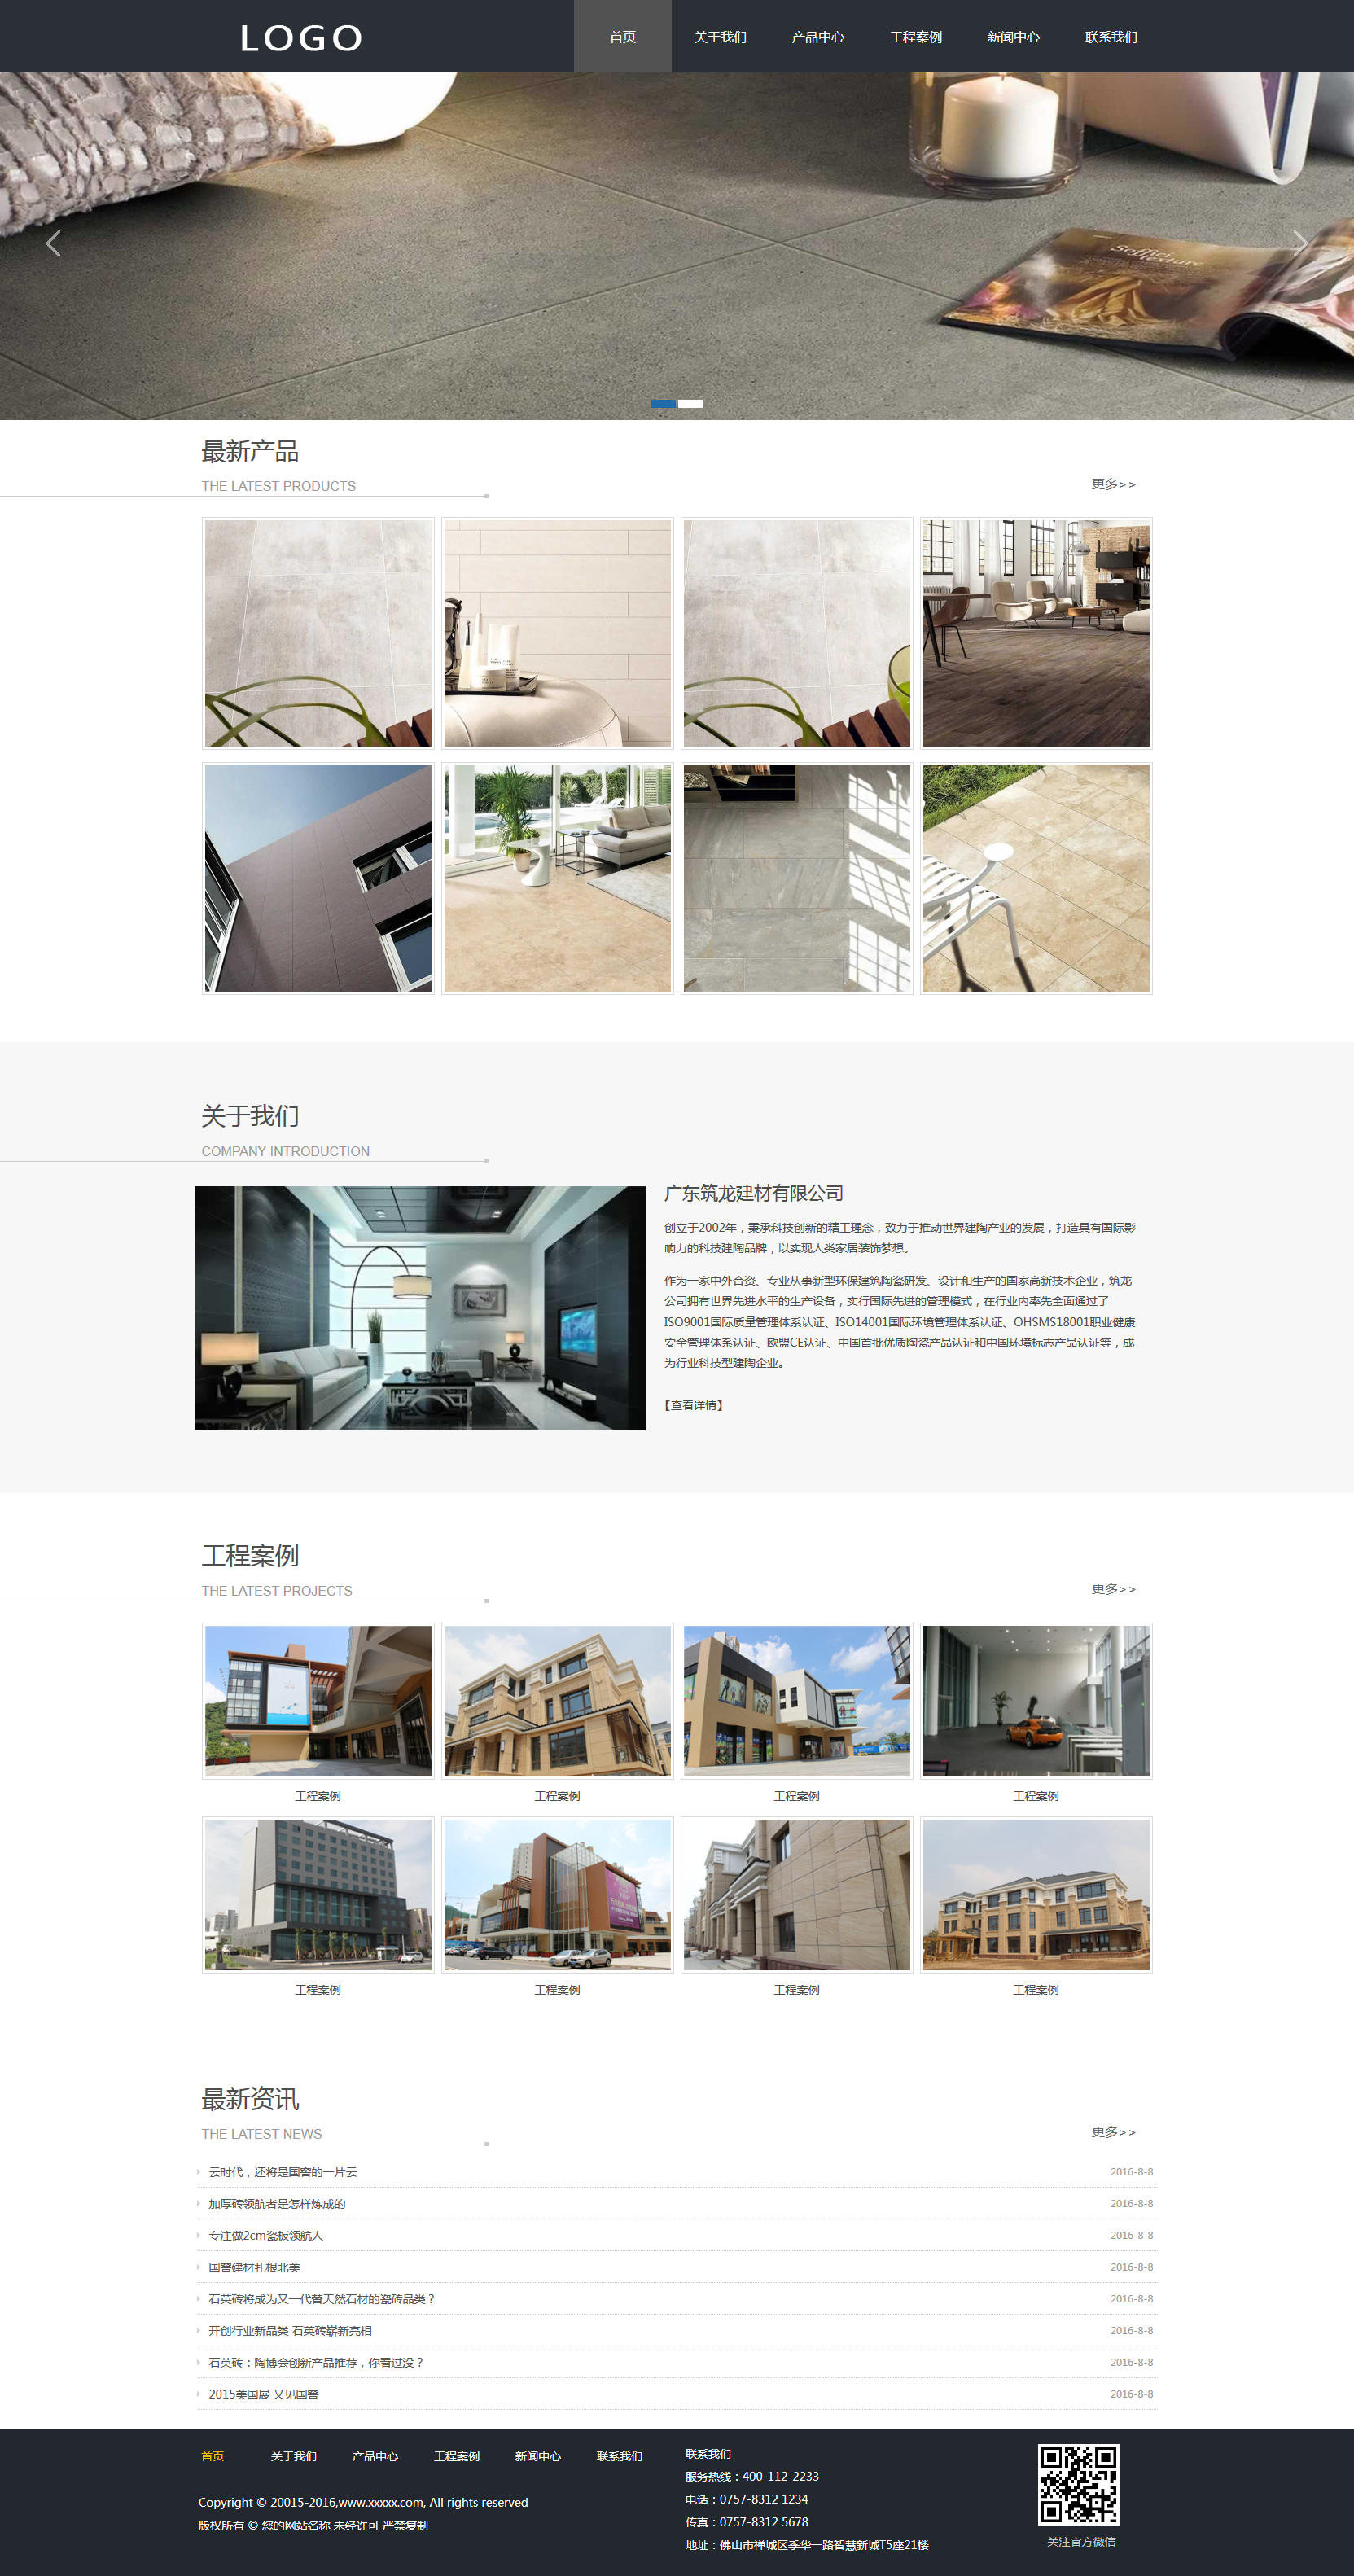 LOGO
首页 关于我们 产品中心 工程案例 新闻中心 联系我们
最新产品
THE LATEST PRODUCTS
更多>>
关于我们
COMPANY INTRODUCTION
广东筑龙建材有限公司
创立于2002年，秉承科技创新的精工理念，致力于推动世界建陶产业的发展，打造具有国际影
响力的科技建陶品牌，以实现人类家居装饰梦想。
作为一家中外合资、专业从事新型环保建筑陶瓷研发、设计和生产的国家高新技术企业，筑龙
公司拥有世界先进水平的生产设备，实行国际先进的管理模式，在行业内率先全面通过了
ISO9001国际质量管理体系认证、ISO14001国际环境管理体系认证、OHSMS18001职业健康
安全管理体系认证、欧盟CE认证、中国首批优质陶瓷产品认证和中国环境标志产品认证等，成
为行业科技型建陶企业。
【查看详情】
工程案例
THE LATEST PROJECTS
更多>>
工程案例 工程案例 工程案例 工程案例
工程案例 工程案例 工程案例 工程案例
最新资讯
THE LATEST NEWS
更多>>
云时代，还将是国窖的一片云 2016-8-8
加厚砖领航者是怎样炼成的 2016-8-8
专注做2cm瓷板领航人 2016-8-8
国窖建材扎根北美 2016-8-8
石英砖将成为又一代替天然石材的瓷砖品类？ 2016-8-8
开创行业新品类 石英砖崭新亮相 2016-8-8
石英砖：陶博会创新产品推荐，你看过没？ 2016-8-8
2015美国展 又见国窖 2016-8-8
首页 关于我们 产品中心 工程案例 新闻中心 联系我们
Copyright © 20015-2016,www.xxxxx.com, All rights reserved
版权所有 © 您的网站名称 未经许可 严禁复制
联系我们
服务热线：400-112-2233
电话：0757-8312 1234
传真：0757-8312 5678
地址：佛山市禅城区季华一路智慧新城T5座21楼
关注官方微信